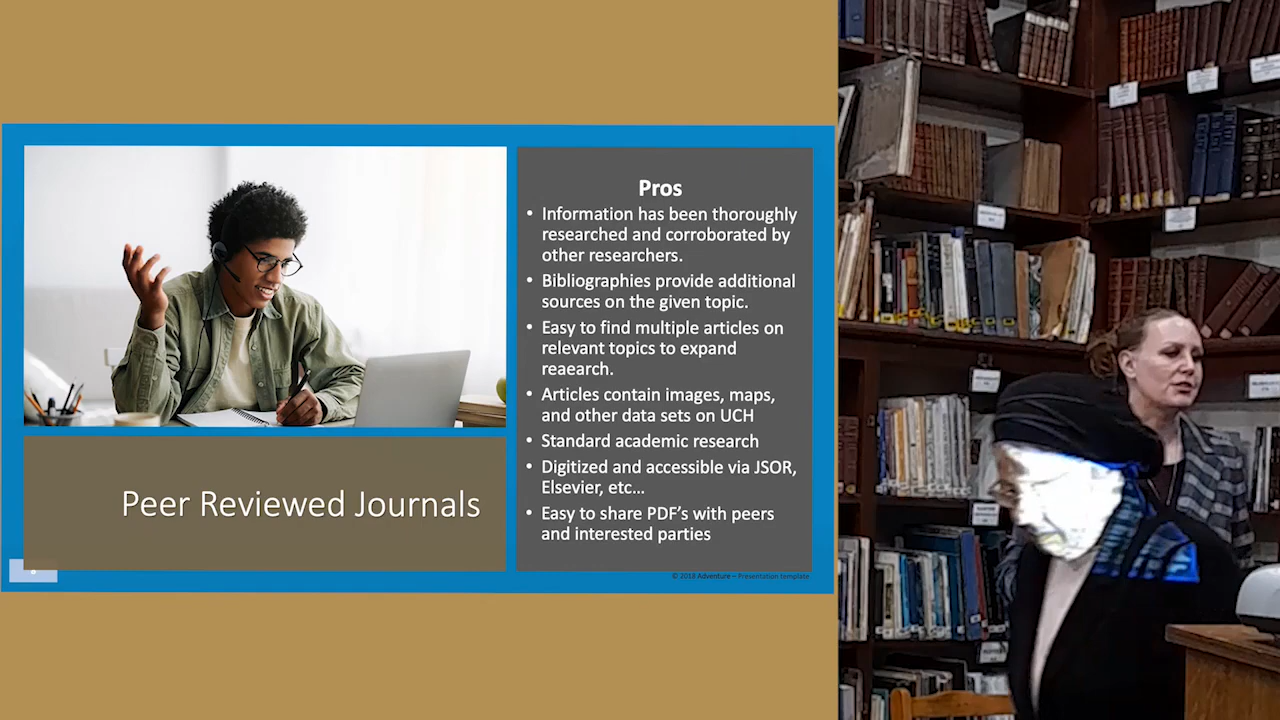 Pros
• Information has been thoroughly
researched and corroborated by
other researchers.
• Bibliographies provide additional
sources on the given topic.
• Easy to find multiple articles on
relevant topics to expand
reaearch.
• Articles contain images, maps,
and other data sets on UCH
• Standard academic research
• Digitized and accessible via JSOR,
Elsevier, etc…
• Easy to share PDF’s with peers
and interested parties
Peer Reviewed Journals
© 2018 Adventure – Presentation template